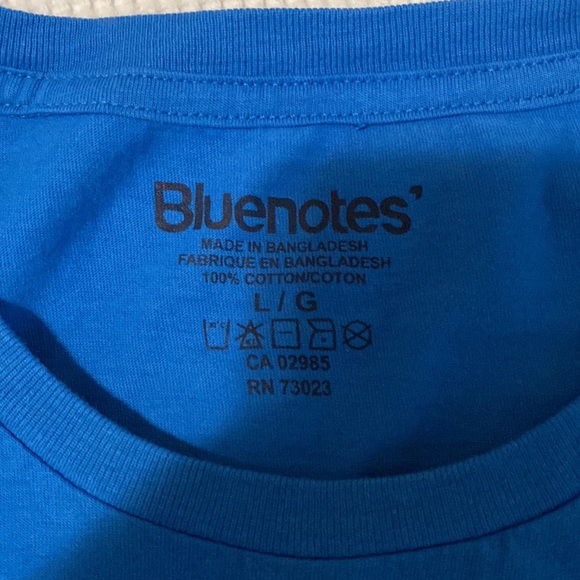 Bluenotes'
MADE IN BANGLADESH
FABRIQUE EN BANGLADESH
100% COTTON/COTON
L / G
CA 02985
RN 73023